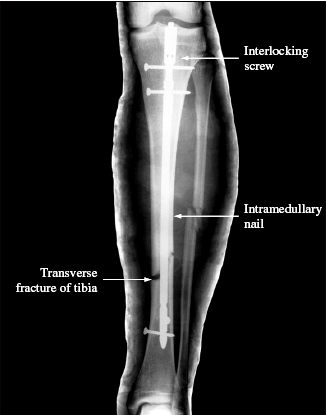 Interlocking
screw
Intramedullary
nail
Transverse
fracture of tibia